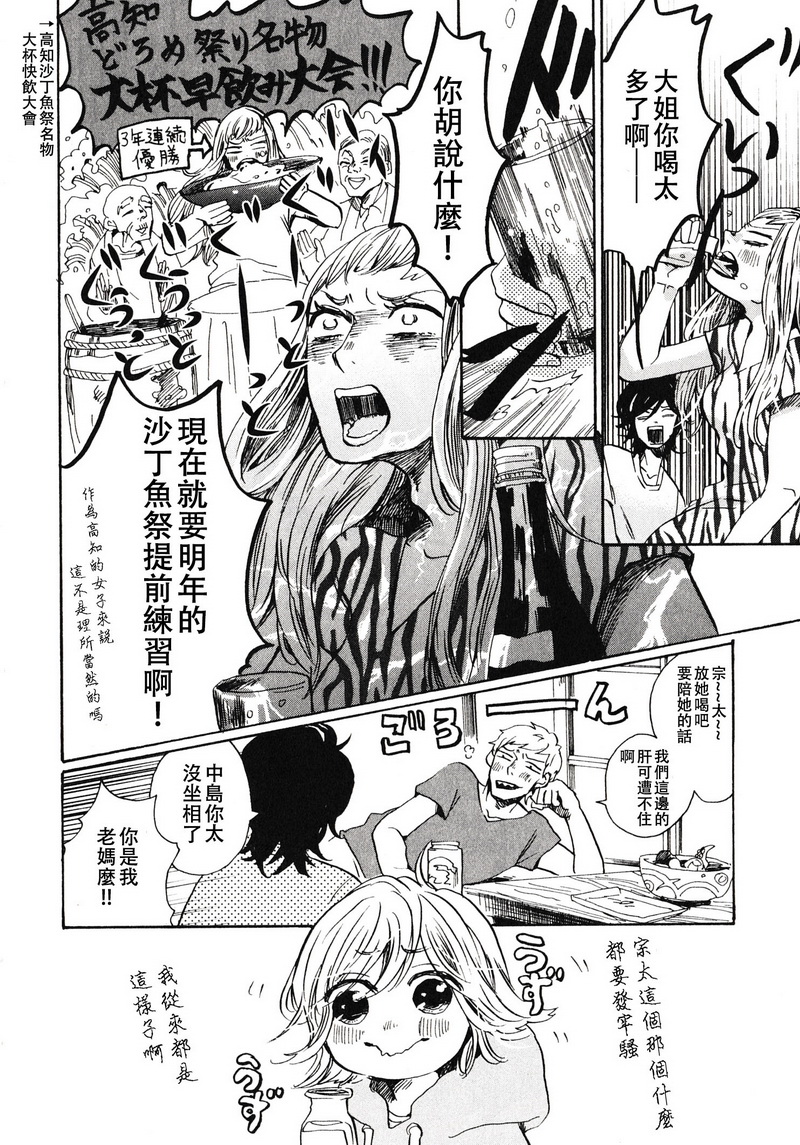 大姐你喝太
多了啊——
ぐいっ
你胡說什麼！
高知
どろめ祭り名物
大杯早飲み大会!!!
3年連続
優勝
→高知沙丁魚祭名物
大杯快飲大會
ぐっ
ぐっ
ぐーっ
ぐっ
ぐっ
ぐーっと
現在就要明年的
沙丁魚祭提前練習啊！
作為高知的女子來說
這不是理所當然的嗎
宗～～太～～
放她喝吧
要陪她的話
我們這邊的
肝可遭不住
啊
ごろーーん
中島你太
沒坐相了
你是我
老媽麼!!
宗太這個那個什麼
都要發牢騷
うず
うず
我從來都是
這樣子啊